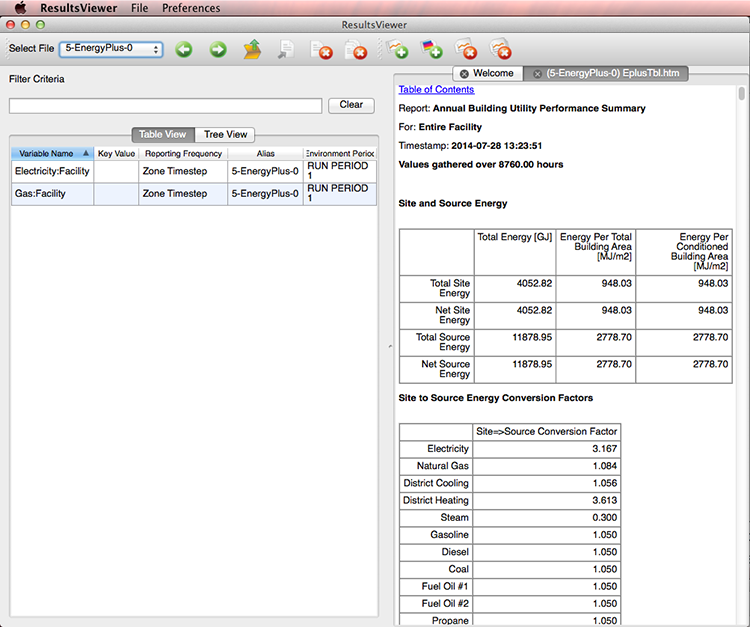 ResultsViewer File Preferences
ResultsViewer
Select File 5-EnergyPlus-0
Filter Criteria
Clear
Table View Tree View
Variable Name Key Value Reporting Frequency Alias Environment Period
Electricity:Facility Zone Timestep 5-EnergyPlus-0 RUN PERIOD
1
Gas:Facility Zone Timestep 5-EnergyPlus-0 RUN PERIOD
1
Welcome (5-EnergyPlus-0) EplusTbl.htm
Table of Contents
Report: Annual Building Utility Performance Summary
For: Entire Facility
Timestamp: 2014-07-28 13:23:51
Values gathered over 8760.00 hours
Site and Source Energy
Total Energy [GJ] Energy Per Total Energy Per
Building Area Conditioned
[MJ/m2] Building Area
[MJ/m2]
Total Site 4052.82 948.03 948.03
Energy
Net Site 4052.82 948.03 948.03
Energy
Total Source 11878.95 2778.70 2778.70
Energy
Net Source 11878.95 2778.70 2778.70
Energy
Site to Source Energy Conversion Factors
Site=>Source Conversion Factor
Electricity 3.167
Natural Gas 1.084
District Cooling 1.056
District Heating 3.613
Steam 0.300
Gasoline 1.050
Diesel 1.050
Coal 1.050
Fuel Oil #1 1.050
Fuel Oil #2 1.050
Propane 1.050